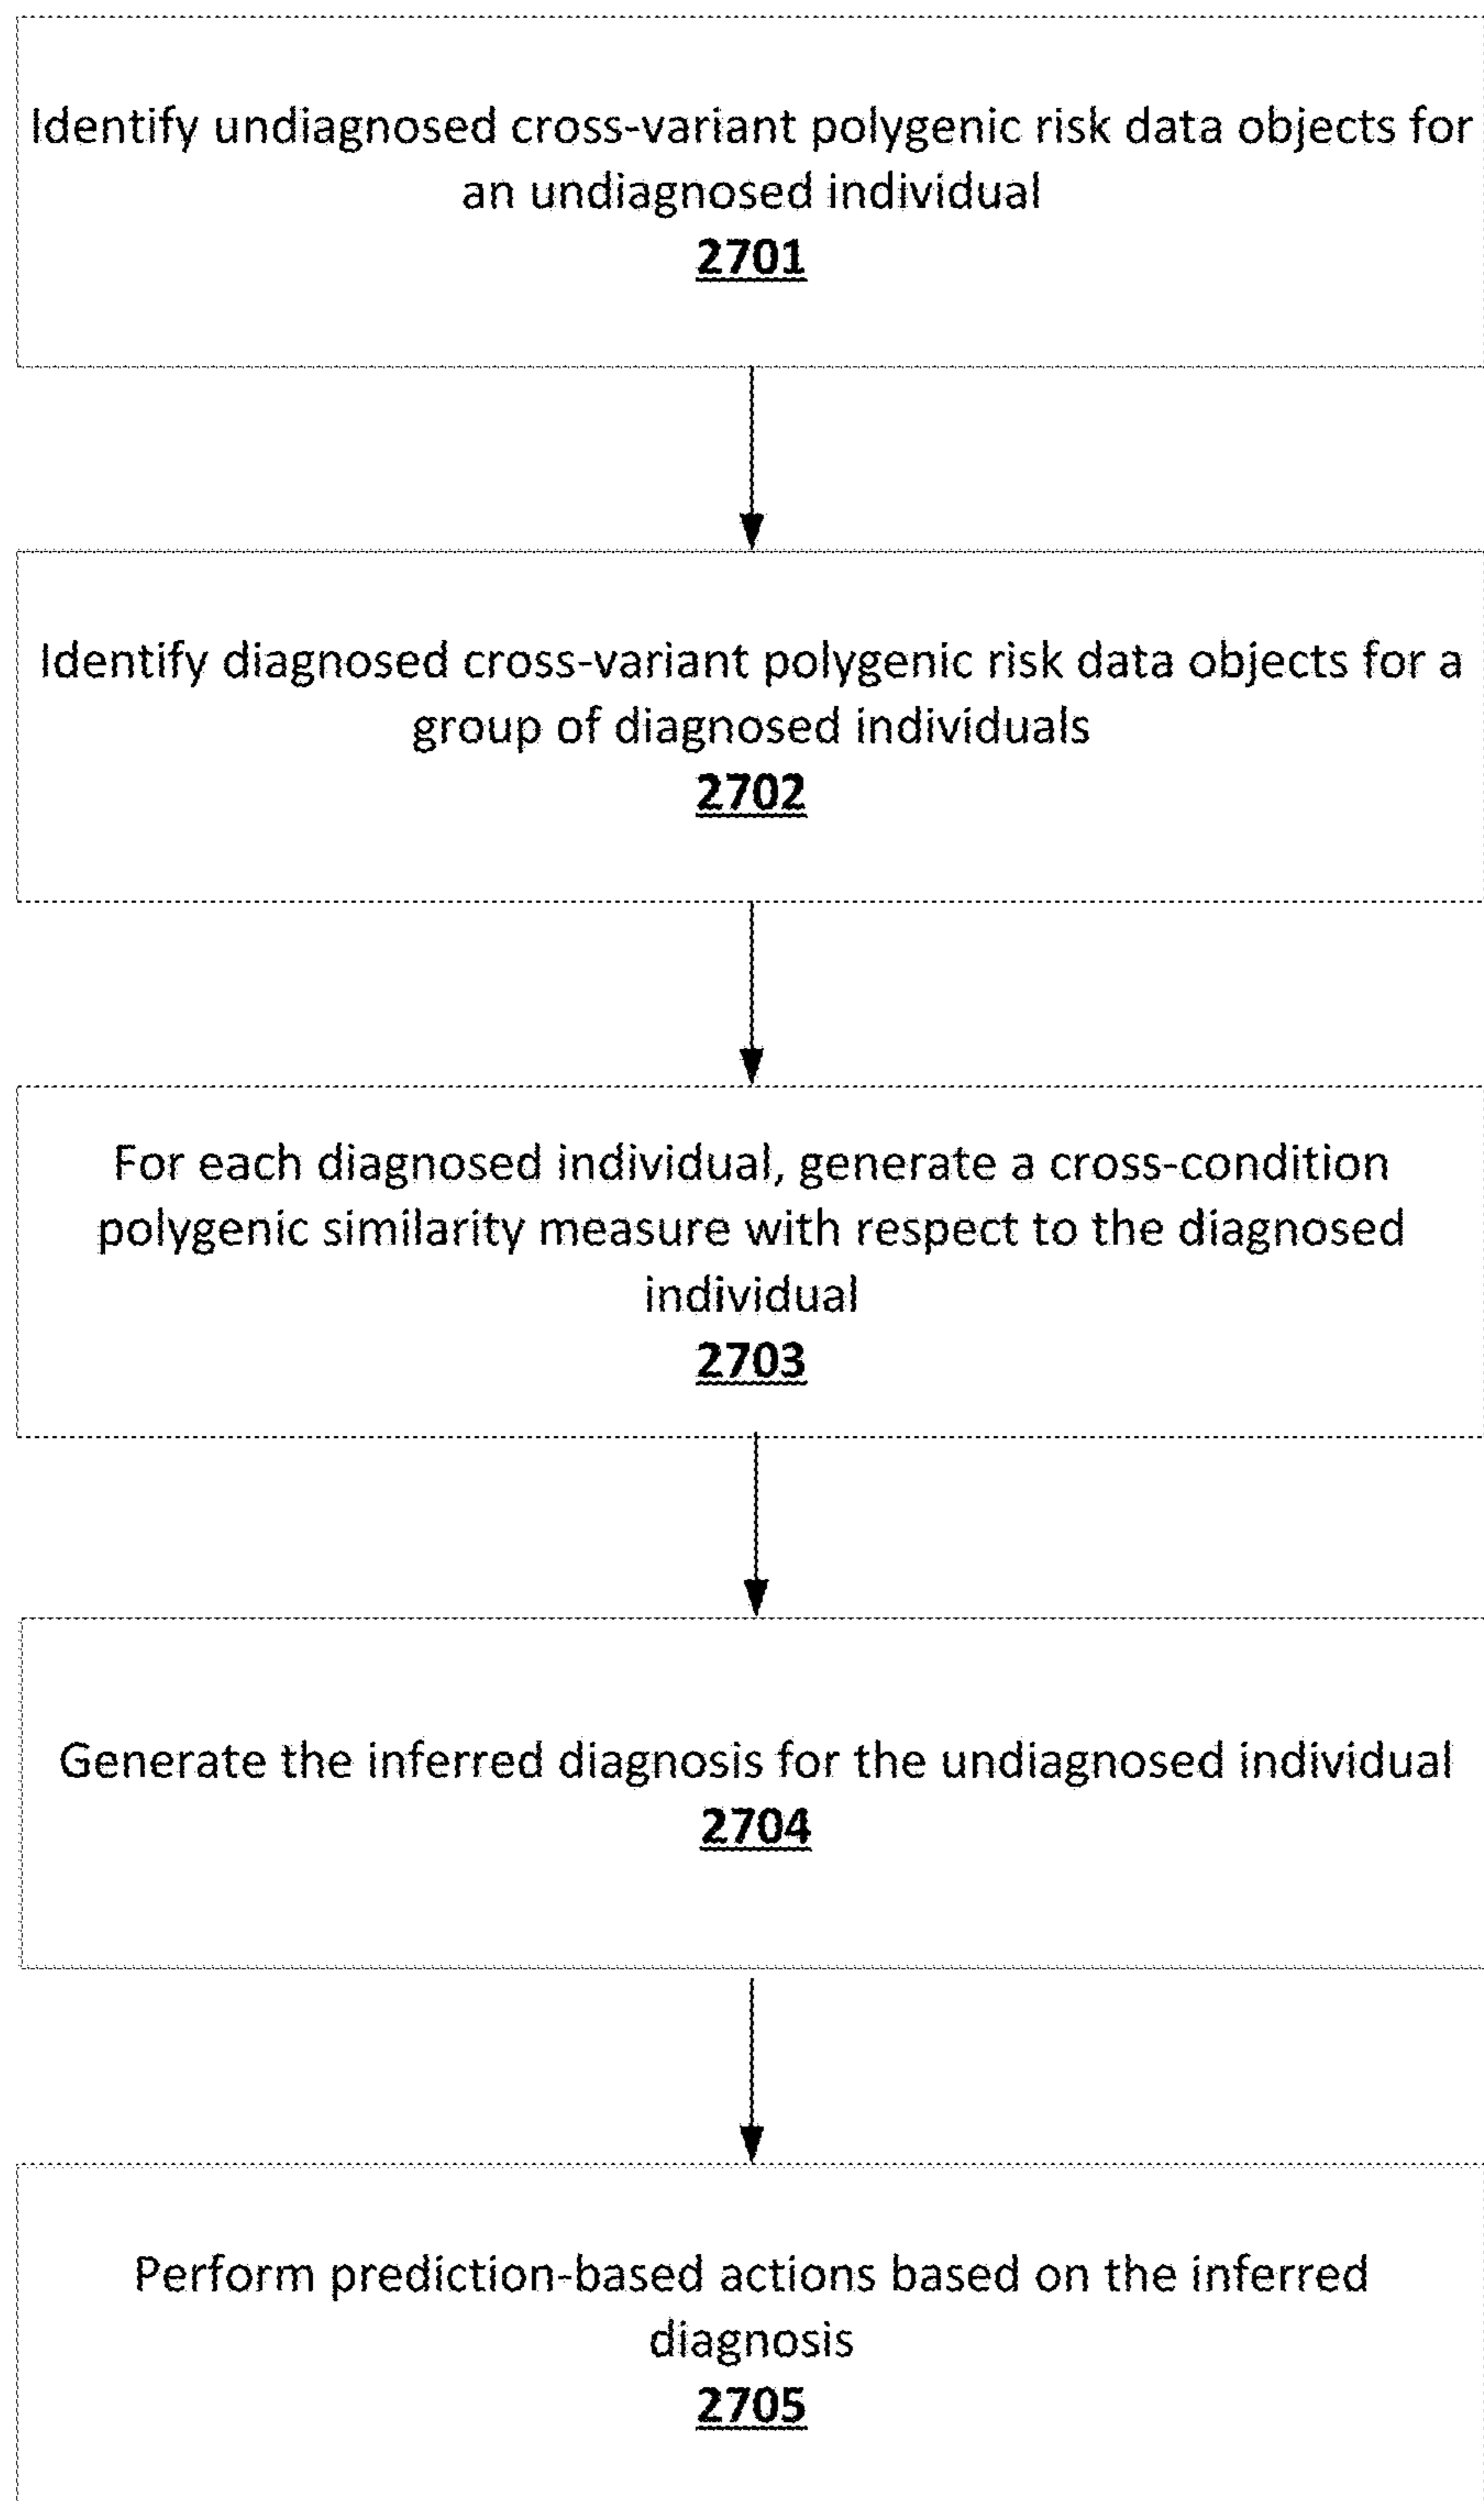 Identify undiagnosed cross-variant polygenic risk data objects for
an undiagnosed individual
2701
Identify diagnosed cross-variant polygenic risk data objects for a
group of diagnosed individuals
2702
For each diagnosed individual, generate a cross-condition
polygenic similarity measure with respect to the diagnosed
individual
2703
Generate the inferred diagnosis for the undiagnosed individual
2704
Perform prediction-based actions based on the inferred
diagnosis
2705